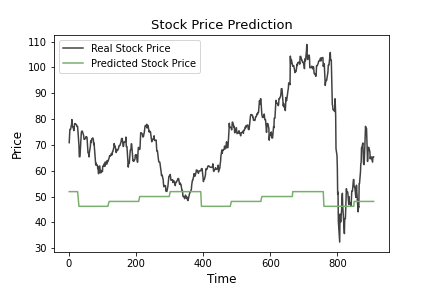 Stock Price Prediction
Real Stock Price
Predicted Stock Price
Price
110
100
90
80
70
60
50
40
30
0 200 400 600 800
Time